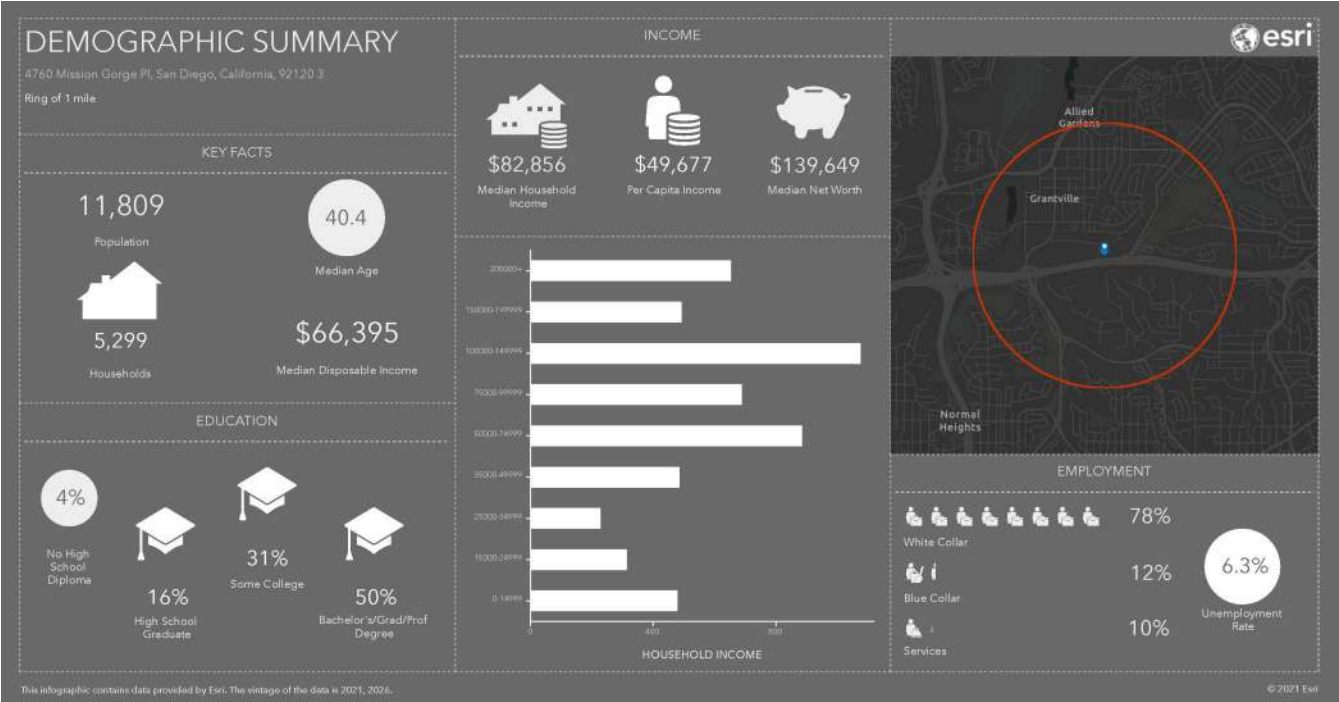 DEMOGRAPHIC SUMMARY
4760 Mission Gorge Pl, San Diego, California, 92120 3
Ring of 1 mile
KEY FACTS
11,809
Population
40.4
Median Age
5,299
Households
$66,395
Median Disposable Income
EDUCATION
4%
No High
School
Diploma
16%
High School
Graduate
31%
Some College
50%
Bachelor's/Grad/Prof
Degree
INCOME
$82,856
Median Household
Income
$49,677
Per Capita Income
$139,649
Median Net Worth
200000+
150000-199999
100000-149999
75000-99999
50000-74999
35000-49999
25000-34999
15000-24999
0-14999
0
400
800
HOUSEHOLD INCOME
esri
Allied
Gardens
Grantville
Normal
Heights
EMPLOYMENT
78%
White Collar
12%
Blue Collar
10%
Services
6.3%
Unemployment
Rate
This infographic contains data provided by Esri. The vintage of the data is 2021, 2026.
© 2021 Esri